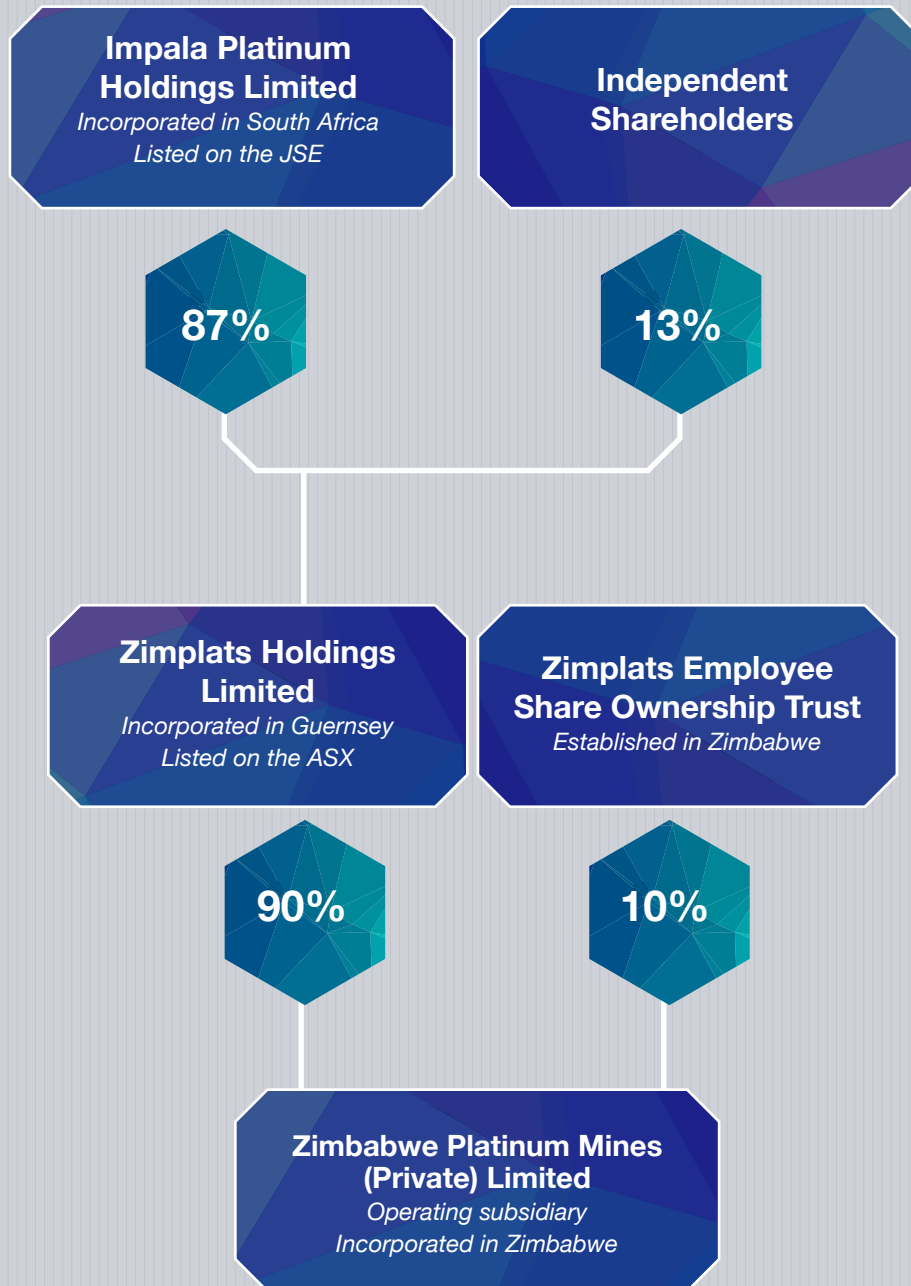 Impala Platinum
Holdings Limited
Incorporated in South Africa
Listed on the JSE
Independent
Shareholders
87%
13%
Zimplats Holdings
Limited
Incorporated in Guernsey
Listed on the ASX
Zimplats Employee
Share Ownership Trust
Established in Zimbabwe
90%
10%
Zimbabwe Platinum Mines
(Private) Limited
Operating subsidiary
Incorporated in Zimbabwe